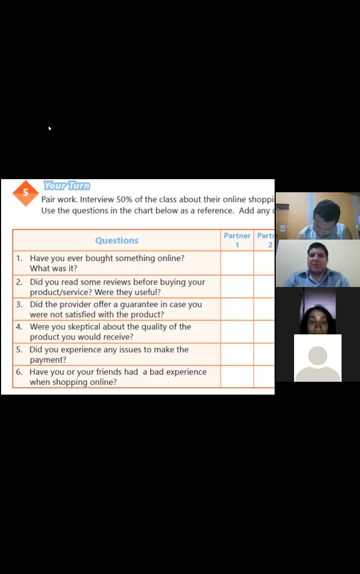 5
Your Turn
Pair work. Interview 50% of the class about their online
Use the questions in the chart below as a reference. Add any
Questions
Partner 1
1. Have you ever bought something online?
What was it?
2. Did you read some reviews before buying your
product/service? Were they useful?
3. Did the provider offer a guarantee in case you
were not satisfied with the product?
4. Were you skeptical about the quality of the
product you would receive?
5. Did you experience any issues to make the
payment?
6. Have you or your friends had a bad experience
when shopping online?